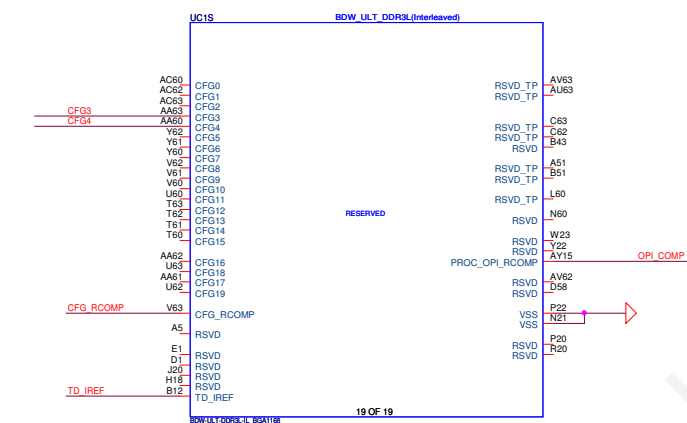 UC1S
BDW_ULT_DDR3L(Interleaved)
AC60 CFG0
AC62 CFG1
AC63 CFG2
CFG3 AA63 CFG3
CFG4 AA60 CFG4
Y62 CFG5
Y61 CFG6
Y60 CFG7
V62 CFG8
V61 CFG9
V60 CFG10
U60 CFG11
T63 CFG12
T62 CFG13
T61 CFG14
T60 CFG15
AA62 CFG16
U63 CFG18
AA61 CFG17
U62 CFG19
CFG_RCOMP V63 CFG_RCOMP
A5 RSVD
E1 RSVD
D1 RSVD
J20 RSVD
H18 RSVD
TD_IREF B12 TD_IREF
RESERVED
RSVD_TP AV63
RSVD_TP AU63
RSVD_TP C63
RSVD_TP C62
RSVD B43
RSVD_TP A51
RSVD_TP B51
RSVD_TP L60
RSVD N60
RSVD W23
RSVD Y22
PROC_OPI_RCOMP AY15 OPI_COMP
RSVD AV62
RSVD D58
VSS P22
VSS N21
RSVD P20
RSVD R20
19 OF 19
BDW-ULT-DDR3L-IL_BGA1168